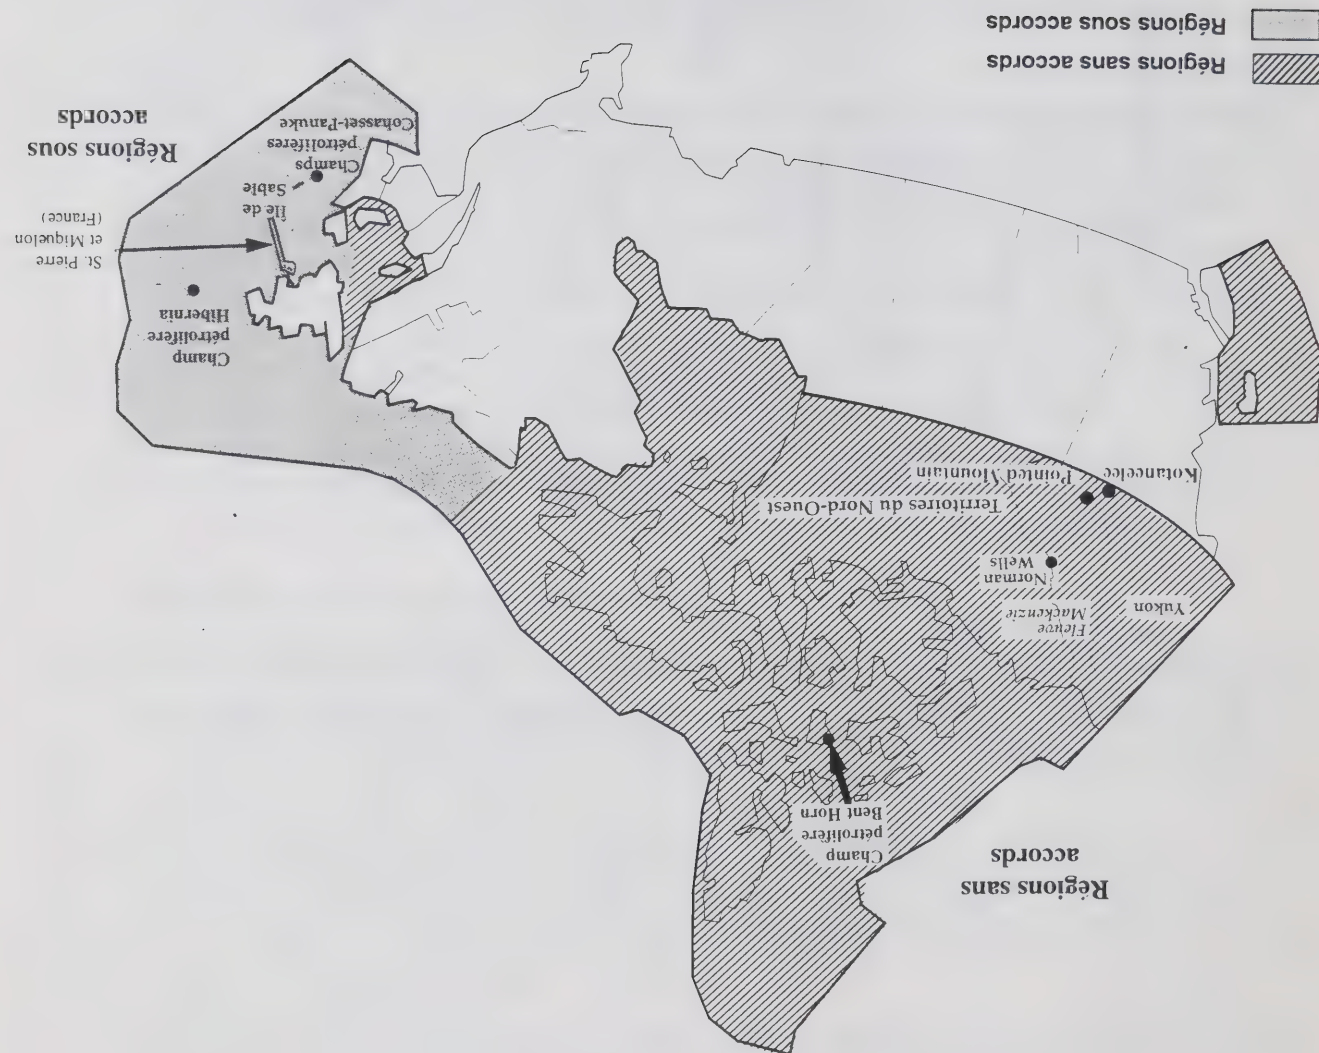 Régions sans
accords
Champ
pétrolifère
Bent Horn
Yukon
Fleuve
Mackenzie
Norman
Wells
Territoires du Nord-Ouest
Kotaneelee
Pointed Mountain
Champ
pétrolifère
Hibernia
St. Pierre
et Miquelon
(France)
Île de
Sable
Champs
pétrolifères
Cohasset-Panuke
Régions sous
accords
Régions sans accords
Régions sous accords